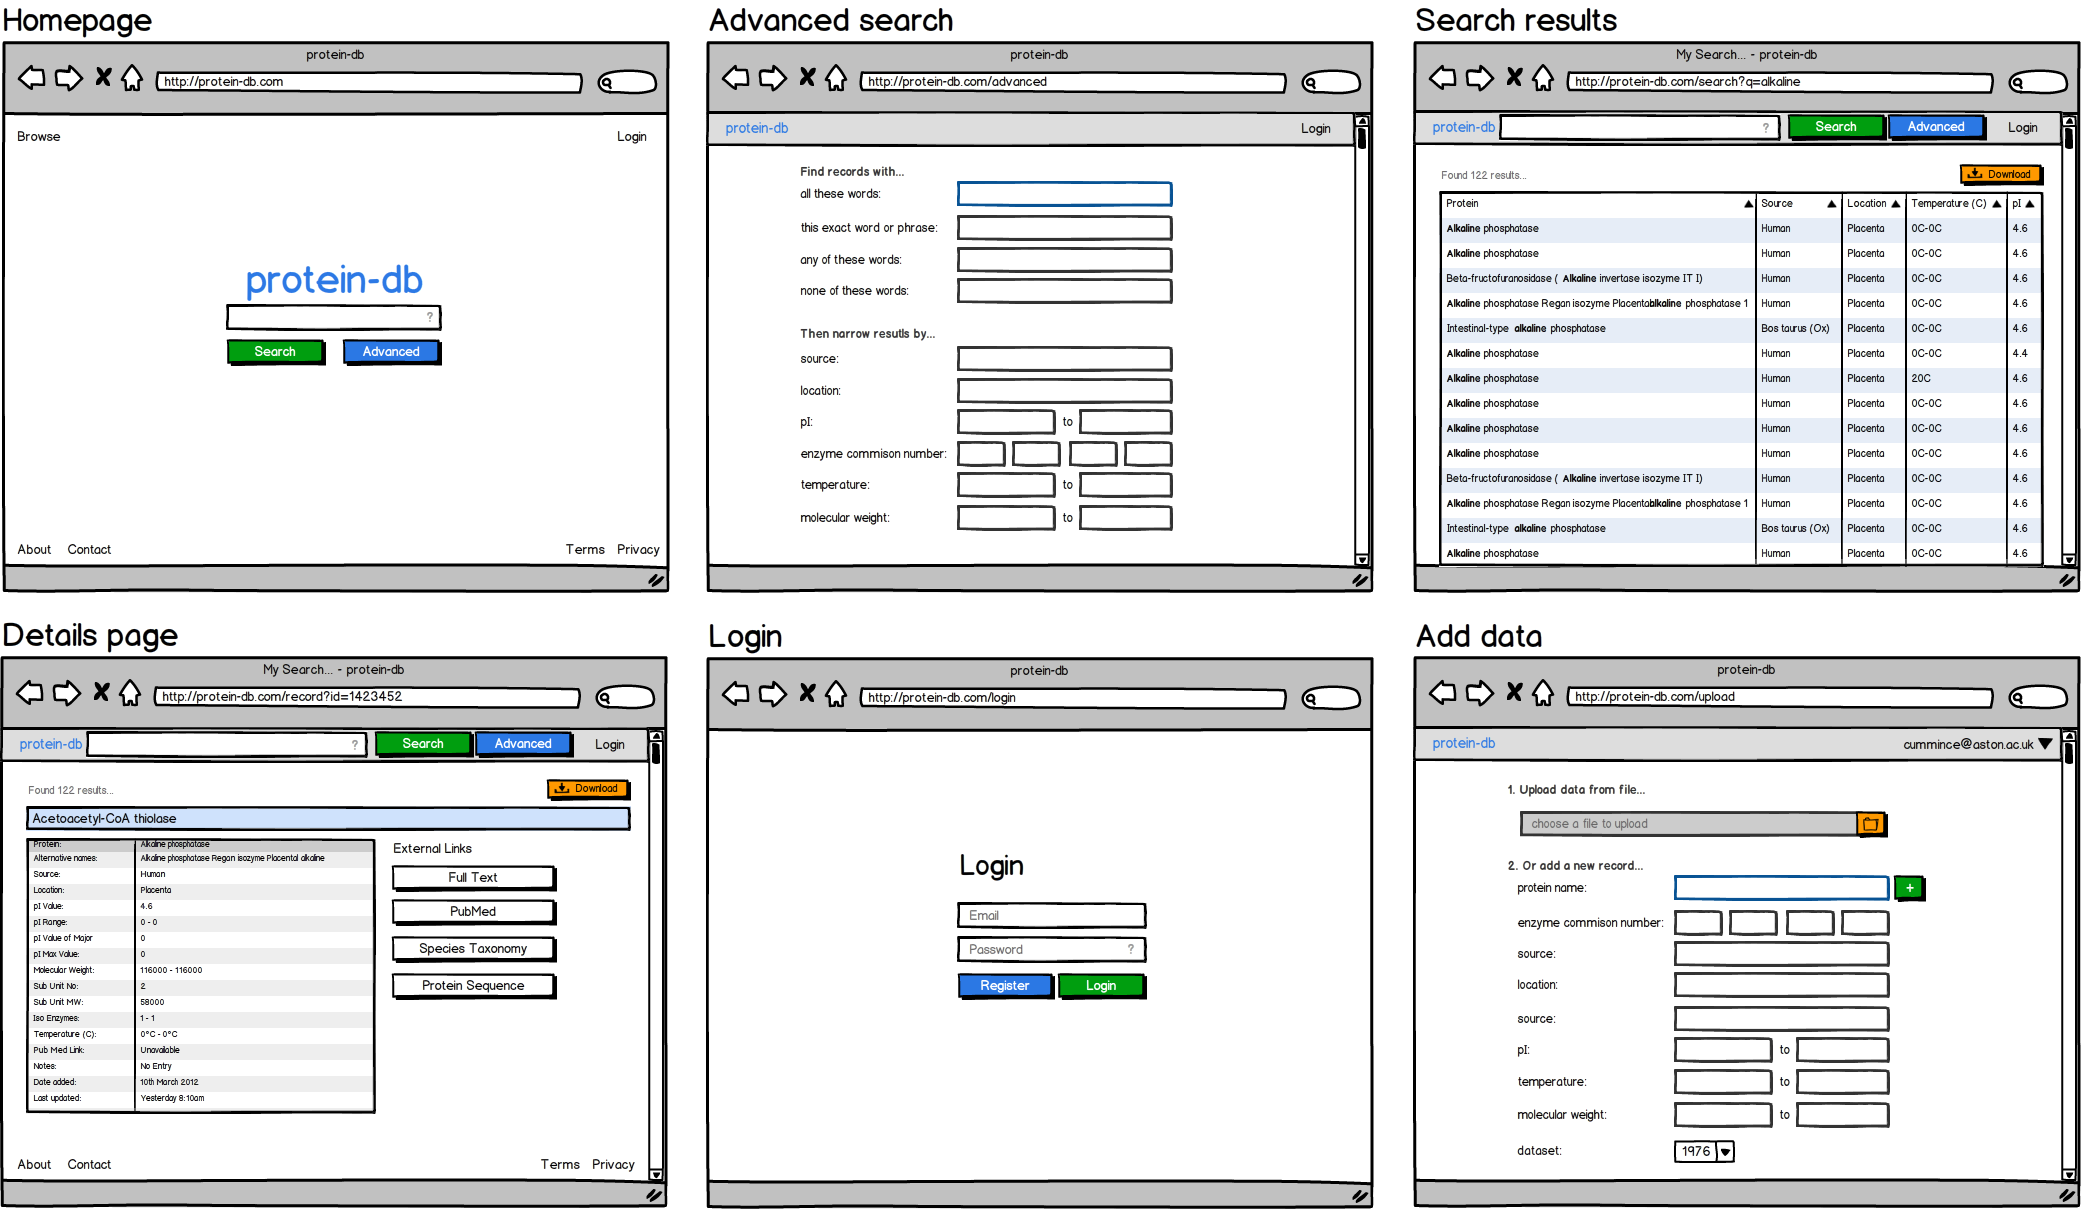 Homepage
protein-db
http://protein-db.com
Browse
Login
protein-db
?
Search
Advanced
About Contact
Terms Privacy
Advanced search
protein-db
http://protein-db.com/advanced
protein-db
Login
Find records with...
all these words:
this exact word or phrase:
any of these words:
none of these words:
Then narrow resutls by...
source:
location:
pI: to
enzyme commison number:
temperature: to
molecular weight: to
Search results
My Search... - protein-db
http://protein-db.com/search?q=alkaline
protein-db ? Search Advanced Login
Found 122 results...
Download
Protein Source Location Temperature (C) pI
Alkaline phosphatase Human Placenta 0C-0C 4.6
Alkaline phosphatase Human Placenta 0C-0C 4.6
Beta-fructofuranosidase ( Alkaline invertase isozyme IT I) Human Placenta 0C-0C 4.6
Alkaline phosphatase Regan isozyme Placentalalkaline phosphatase 1 Human Placenta 0C-0C 4.6
Intestinal-type alkaline phosphatase Bos taurus (Ox) Placenta 0C-0C 4.6
Alkaline phosphatase Human Placenta 0C-0C 4.4
Alkaline phosphatase Human Placenta 20C 4.6
Alkaline phosphatase Human Placenta 0C-0C 4.6
Alkaline phosphatase Human Placenta 0C-0C 4.6
Alkaline phosphatase Human Placenta 0C-0C 4.6
Beta-fructofuranosidase ( Alkaline invertase isozyme IT I) Human Placenta 0C-0C 4.6
Alkaline phosphatase Regan isozyme Placentalalkaline phosphatase 1 Human Placenta 0C-0C 4.6
Intestinal-type alkaline phosphatase Bos taurus (Ox) Placenta 0C-0C 4.6
Alkaline phosphatase Human Placenta 0C-0C 4.6
Details page
My Search... - protein-db
http://protein-db.com/record?id=1423452
protein-db ? Search Advanced Login
Found 122 results...
Download
Acetoacetyl-CoA thiolase
Protein: Alkaline phosphatase
Alternative names: Alkaline phosphatase Regan isozyme Placental alkaline
Source: Human
Location: Placenta
pI Value: 4.6
pI Range: 0 - 0
pI Value of Major 0
pI Max Value: 0
Molecular Weight: 116000 - 116000
Sub Unit No: 2
Sub Unit MW: 58000
Iso Enzymes: 1 - 1
Temperature (C): 0°C - 0°C
Pub Med Link: Unavailable
Notes: No Entry
Date added: 10th March 2012
Last updated: Yesterday 8:10am
External Links
Full Text
PubMed
Species Taxonomy
Protein Sequence
About Contact
Terms Privacy
Login
protein-db
http://protein-db.com/login
Login
Email
Password ?
Register
Login
Add data
protein-db
http://protein-db.com/upload
protein-db
cummince@aston.ac.uk
1. Upload data from file...
choose a file to upload
2. Or add a new record...
protein name: +
enzyme commison number:
source:
location:
source:
pI: to
temperature: to
molecular weight: to
dataset: 1976